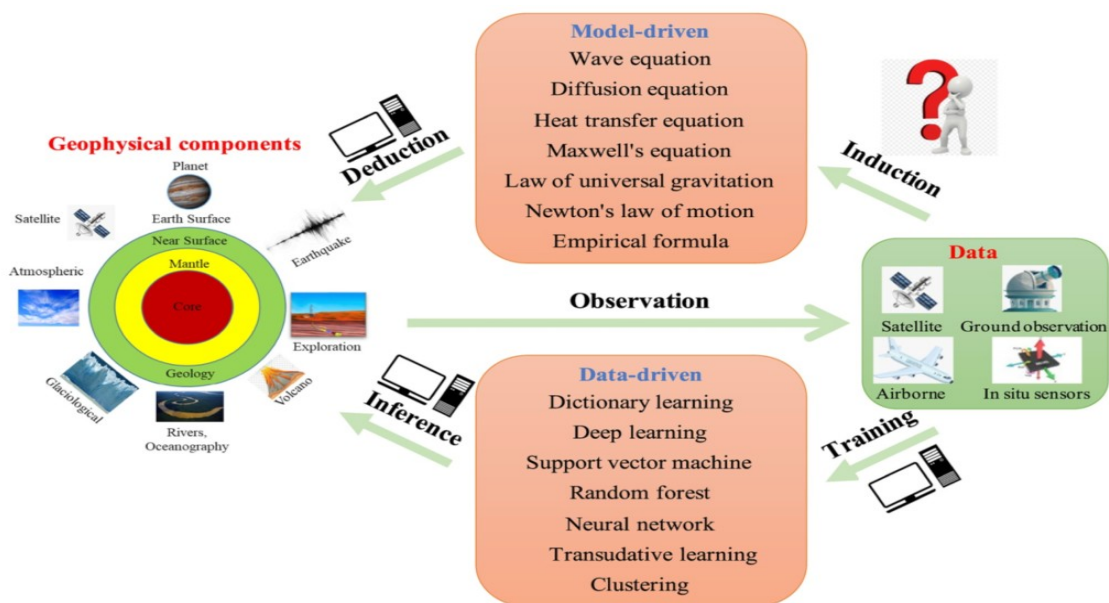 Geophysical components
Planet
Satellite
Earth Surface
Near Surface
Mantle
Core
Geology
Atmospheric
Earthquake
Exploration
Glaciological
Rivers,
Oceanography
Volcano
Deduction
Model-driven
Wave equation
Diffusion equation
Heat transfer equation
Maxwell's equation
Law of universal gravitation
Newton's law of motion
Empirical formula
Induction
Observation
Data
Satellite
Ground observation
Airborne
In situ sensors
Inference
Data-driven
Dictionary learning
Deep learning
Support vector machine
Random forest
Neural network
Transudative learning
Clustering
Training